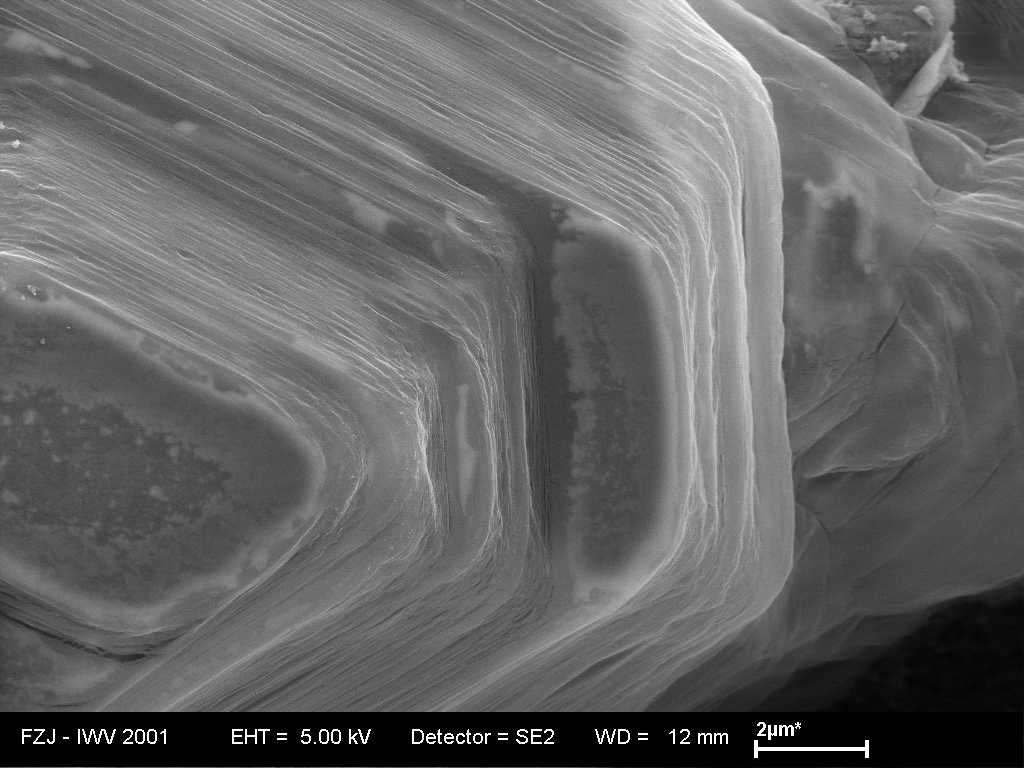 2µm*
FZJ - IWV 2001 EHT = 5.00 kV Detector = SE2 WD = 12 mm